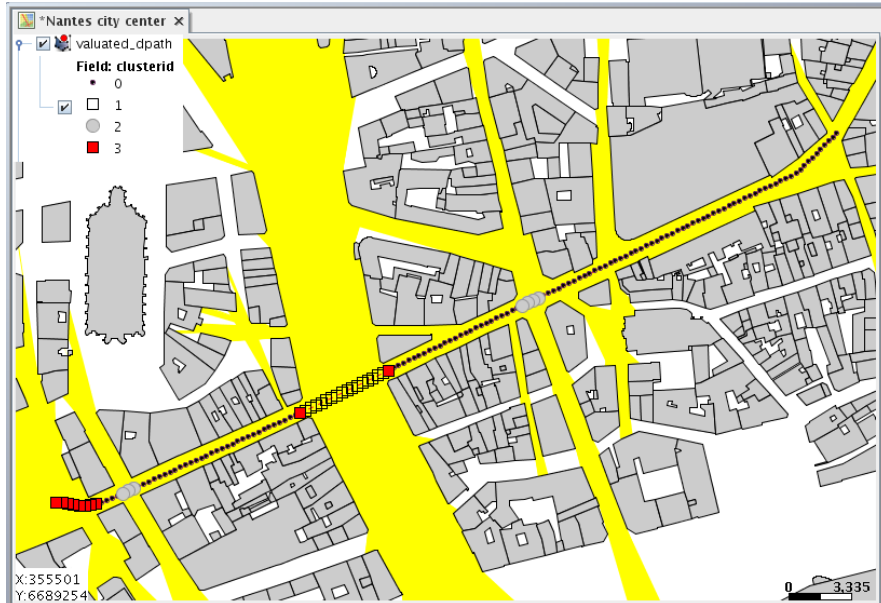 *Nantes city center
valuated_dpath
Field: clusterid
0
1
2
3
X:355501
Y:6689254
0 3,335